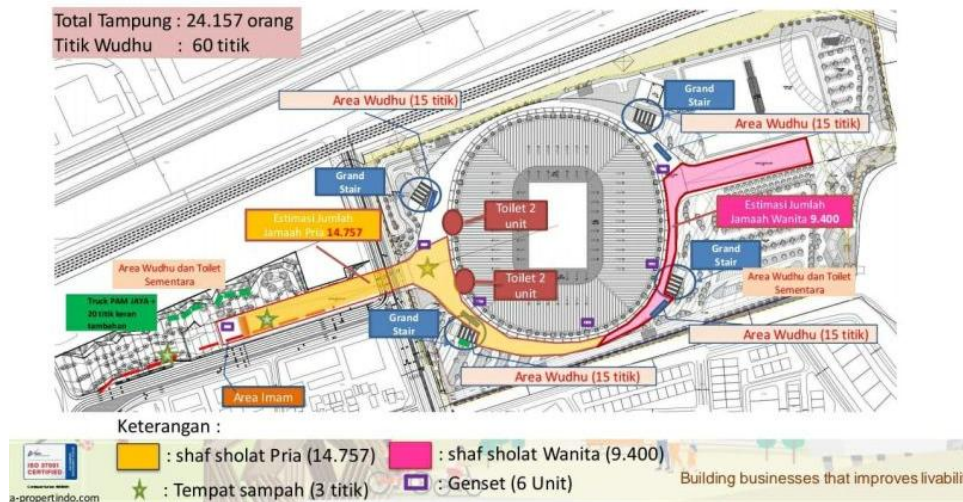 Total Tampung : 24.157 orang
Titik Wudhu : 60 titik
Area Wudhu (15 titik)
Grand
Stair
Area Wudhu (15 titik)
Grand
Stair
Toilet 2
unit
Estimasi Jumlah
Jamaah Pria 14.757
Estimasi Jumlah
Jamaah Wanita 9.400
Grand
Stair
Area Wudhu dan Toilet
Sementara
Toilet 2
unit
Area Wudhu dan Toilet
Sementara
Truck PAM JAYA +
20 titik keran
tambahan
Grand
Stair
Area Wudhu (15 titik)
Area Wudhu (15 titik)
Area Imam
Keterangan :
: shaf sholat Pria (14.757)
: shaf sholat Wanita (9.400)
: Tempat sampah (3 titik)
: Genset (6 Unit)
ISO 37001
CERTIFIED
a-propertindo.com
Building businesses that improves livabili